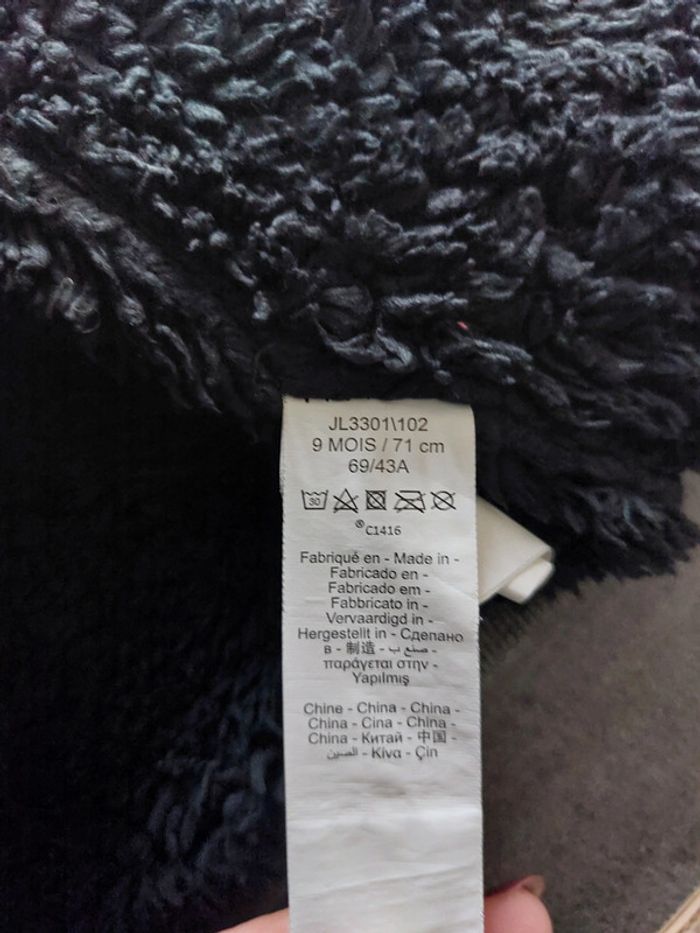 JL3301\102
9 MOIS / 71 cm
69/43A
30
®C1416
Fabriqué en - Made in -
Fabricado en -
Fabricado em -
Fabbricato in -
Vervaardigd in -
Hergestellt in - Сделано
в - 制造 - صنع ب -
παράγεται στην -
Yapılmış
Chine - China - China -
China - Cina - China -
China - Китай - 中国 -
الصين - Κίνα - Çin